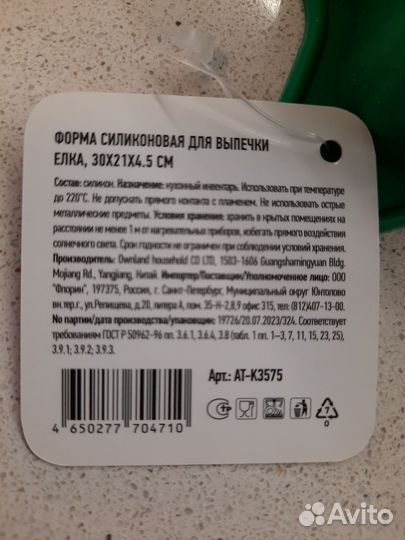 ФОРМА СИЛИКОНОВАЯ ДЛЯ ВЫПЕЧКИ
ЕЛКА, 30X21X4.5 СМ
Состав: силикон. Назначение: кухонный инвентарь. Использовать при температуре
до 220°С. Не допускать прямого контакта с пламенем. Не использовать острые
металлические предметы. Условия хранения: хранить в крытых помещениях на
расстоянии не более 1 м от нагревательных приборов, избегать прямого воздействия
солнечного света. Срок годности не ограничен при соблюдении условий хранения.
Производитель: Ownland household CO LTD, 1503-1606 Guangshamingyuan Bldg.
Mojiang Rd., Yangjiang, Китай. Импортер/Поставщик/Уполномоченное лицо: ООО
"Флорин", 197375, Россия, г. Санкт-Петербург, Муниципальный округ Юнтолово
вн.тер.г., ул.Репищева, д.20, литера А, пом. 35-Н-2,8,9 офис 315, тел: (812)407-13-00.
No партии/дата партии/упаковщик: 19726/20.07.2023/324. Соответствует
требованиям ГОСТ Р 50962-96 пп. 3.6.1, 3.6.4, 3.8 (табл. 1 пп. 1–3, 7, 11, 15, 23, 25),
3.9.1; 3.9.2; 3.9.3.
Арт.: AT-K3575
4 650277 704710
7
0
Avito